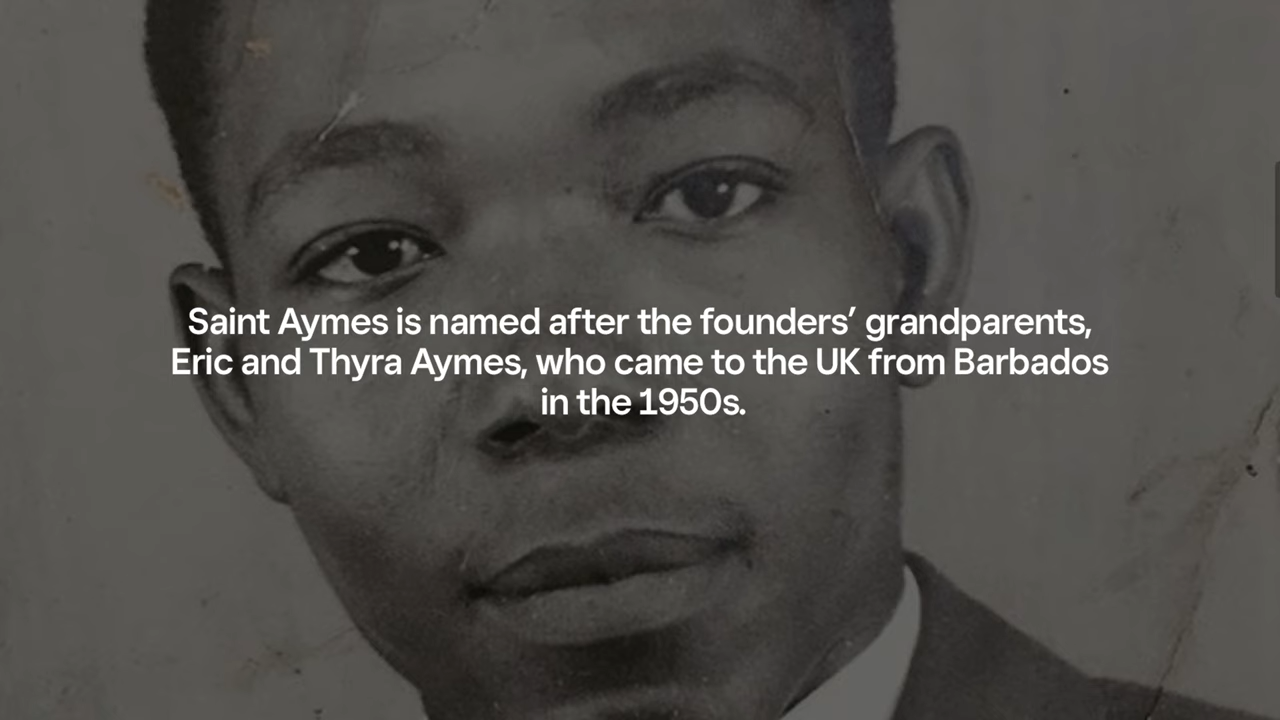 Saint Aymes is named after the founders’ grandparents,
Eric and Thyra Aymes, who came to the UK from Barbados
in the 1950s.